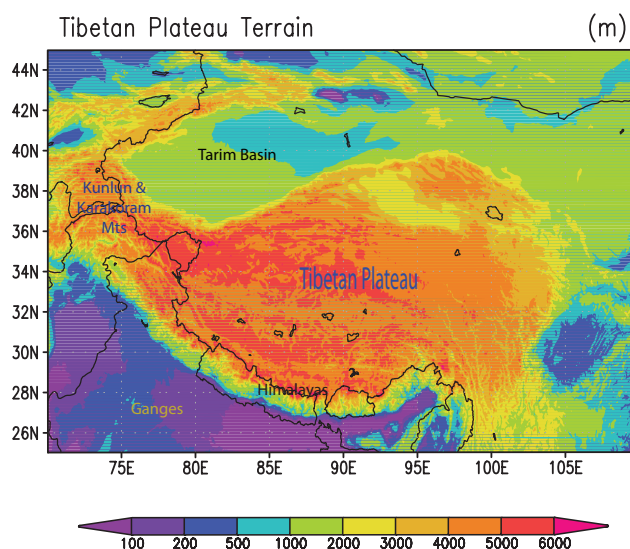 Tibetan Plateau Terrain (m)
44N
42N
40N
38N
36N
34N
32N
30N
28N
26N
Tarim Basin
Kunlun &
Karakoram
Mts
Tibetan Plateau
Himalayas
Ganges
75E 80E 85E 90E 95E 100E 105E
100 200 500 1000 2000 3000 4000 5000 6000